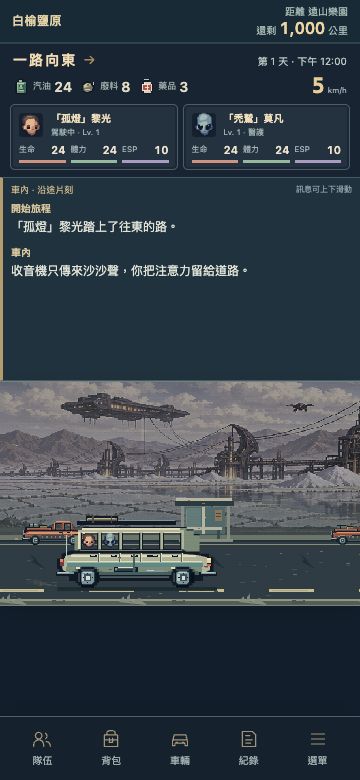 白榆鹽原
距離 遠山樂園
還剩 1,000 公里
一路向東 →
第 1 天 · 下午 12:00
汽油 24 廢料 8 藥品 3
5 km/h
「孤燈」黎光
駕駛中 · Lv. 1
生命 24 體力 24 ESP 10
「禿鷲」莫凡
Lv. 1 · 醫護
生命 24 體力 24 ESP 10
車內 · 沿途片刻
訊息可上下滑動
開始旅程
「孤燈」黎光踏上了往東的路。
車內
收音機只傳來沙沙聲，你把注意力留給道路。
隊伍
背包
車輛
紀錄
選單